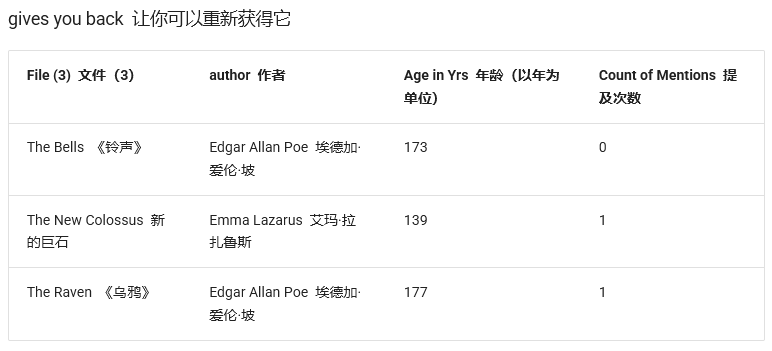 gives you back 让你可以重新获得它
File (3) 文件（3） author 作者 Age in Yrs 年龄（以年为 Count of Mentions 提
单位） 及次数
The Bells 《铃声》 Edgar Allan Poe 埃德加· 173 0
爱伦·坡
The New Colossus 新 Emma Lazarus 艾玛·拉 139 1
的巨石 扎鲁斯
The Raven 《乌鸦》 Edgar Allan Poe 埃德加· 177 1
爱伦·坡